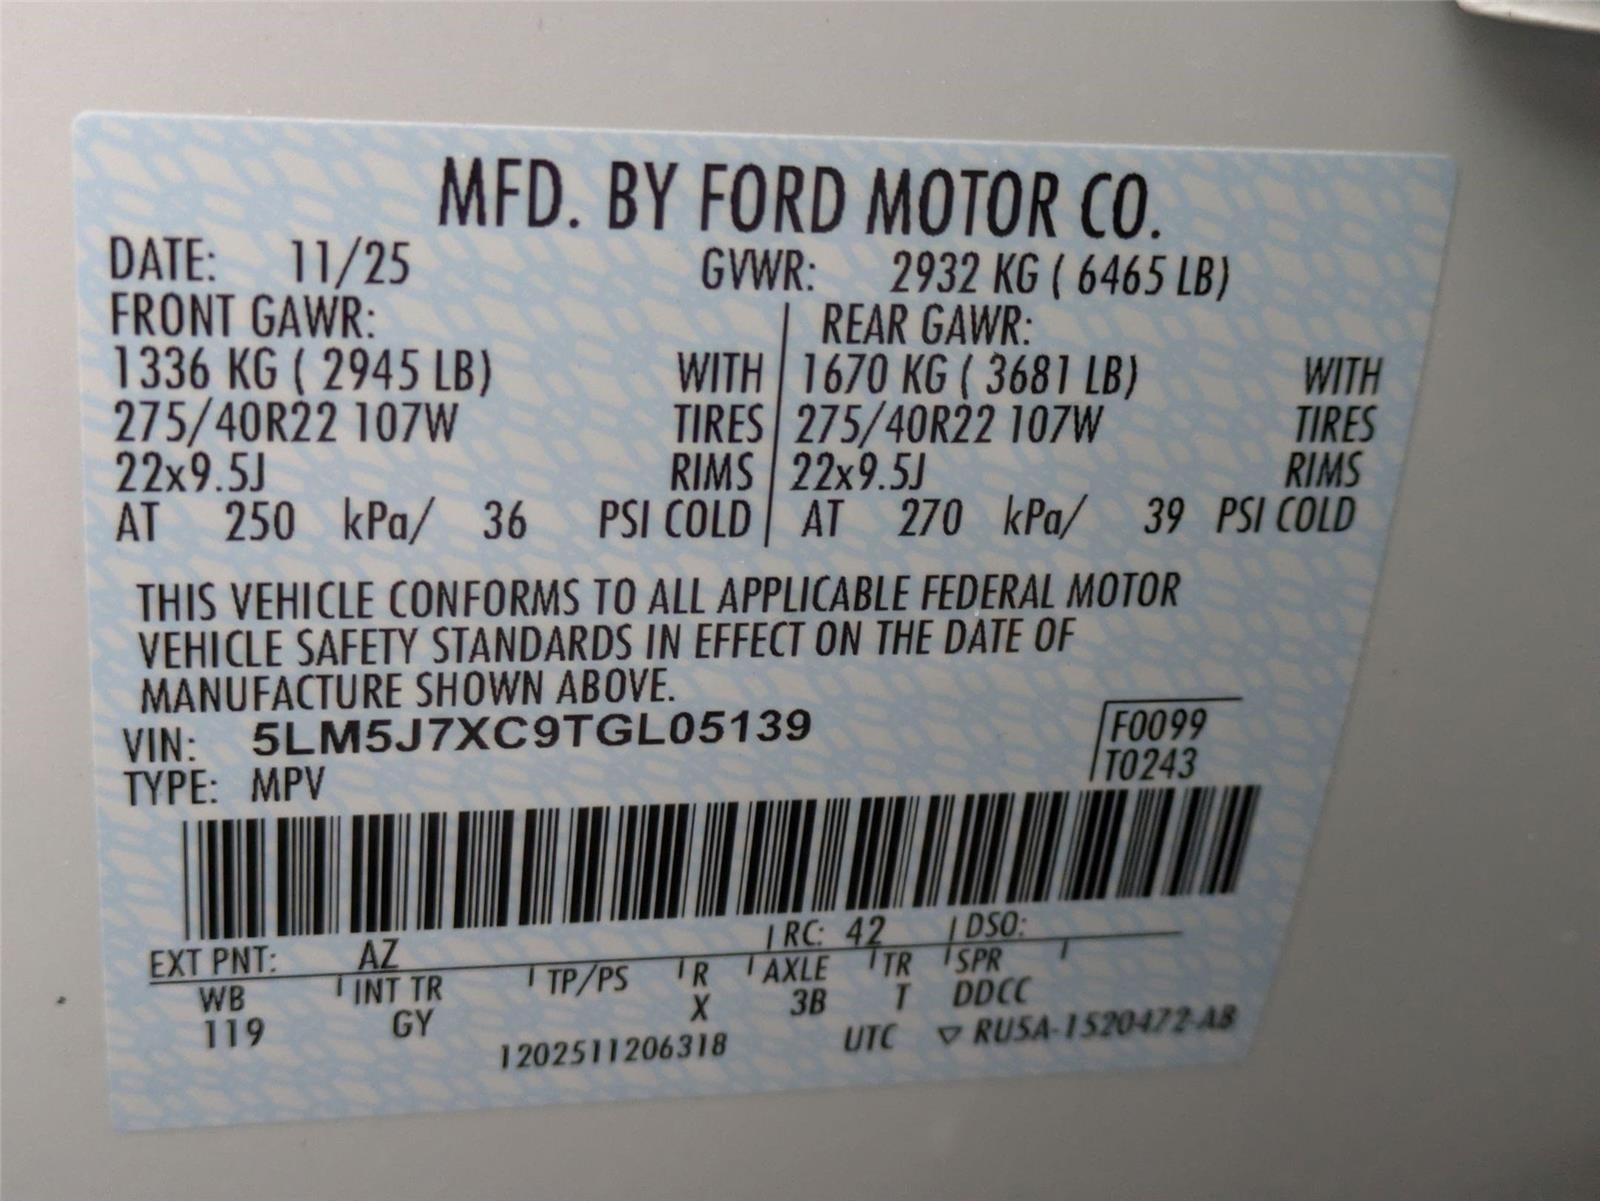 MFD. BY FORD MOTOR CO.
DATE: 11/25 GVWR: 2932 KG ( 6465 LB)
FRONT GAWR: REAR GAWR:
1336 KG ( 2945 LB) WITH 1670 KG ( 3681 LB) WITH
275/40R22 107W TIRES 275/40R22 107W TIRES
22x9.5J RIMS 22x9.5J RIMS
AT 250 kPa/ 36 PSI COLD AT 270 kPa/ 39 PSI COLD
THIS VEHICLE CONFORMS TO ALL APPLICABLE FEDERAL MOTOR
VEHICLE SAFETY STANDARDS IN EFFECT ON THE DATE OF
MANUFACTURE SHOWN ABOVE.
VIN: 5LM5J7XC9TGL05139 F0099
TYPE: MPV T0243
EXT PNT: AZ RC: 42 DSO:
WB INT TR TP/PS R AXLE TR SPR
119 GY X 3B T DDCC
1202511206318 UTC ▽ RU5A-1520472-AB